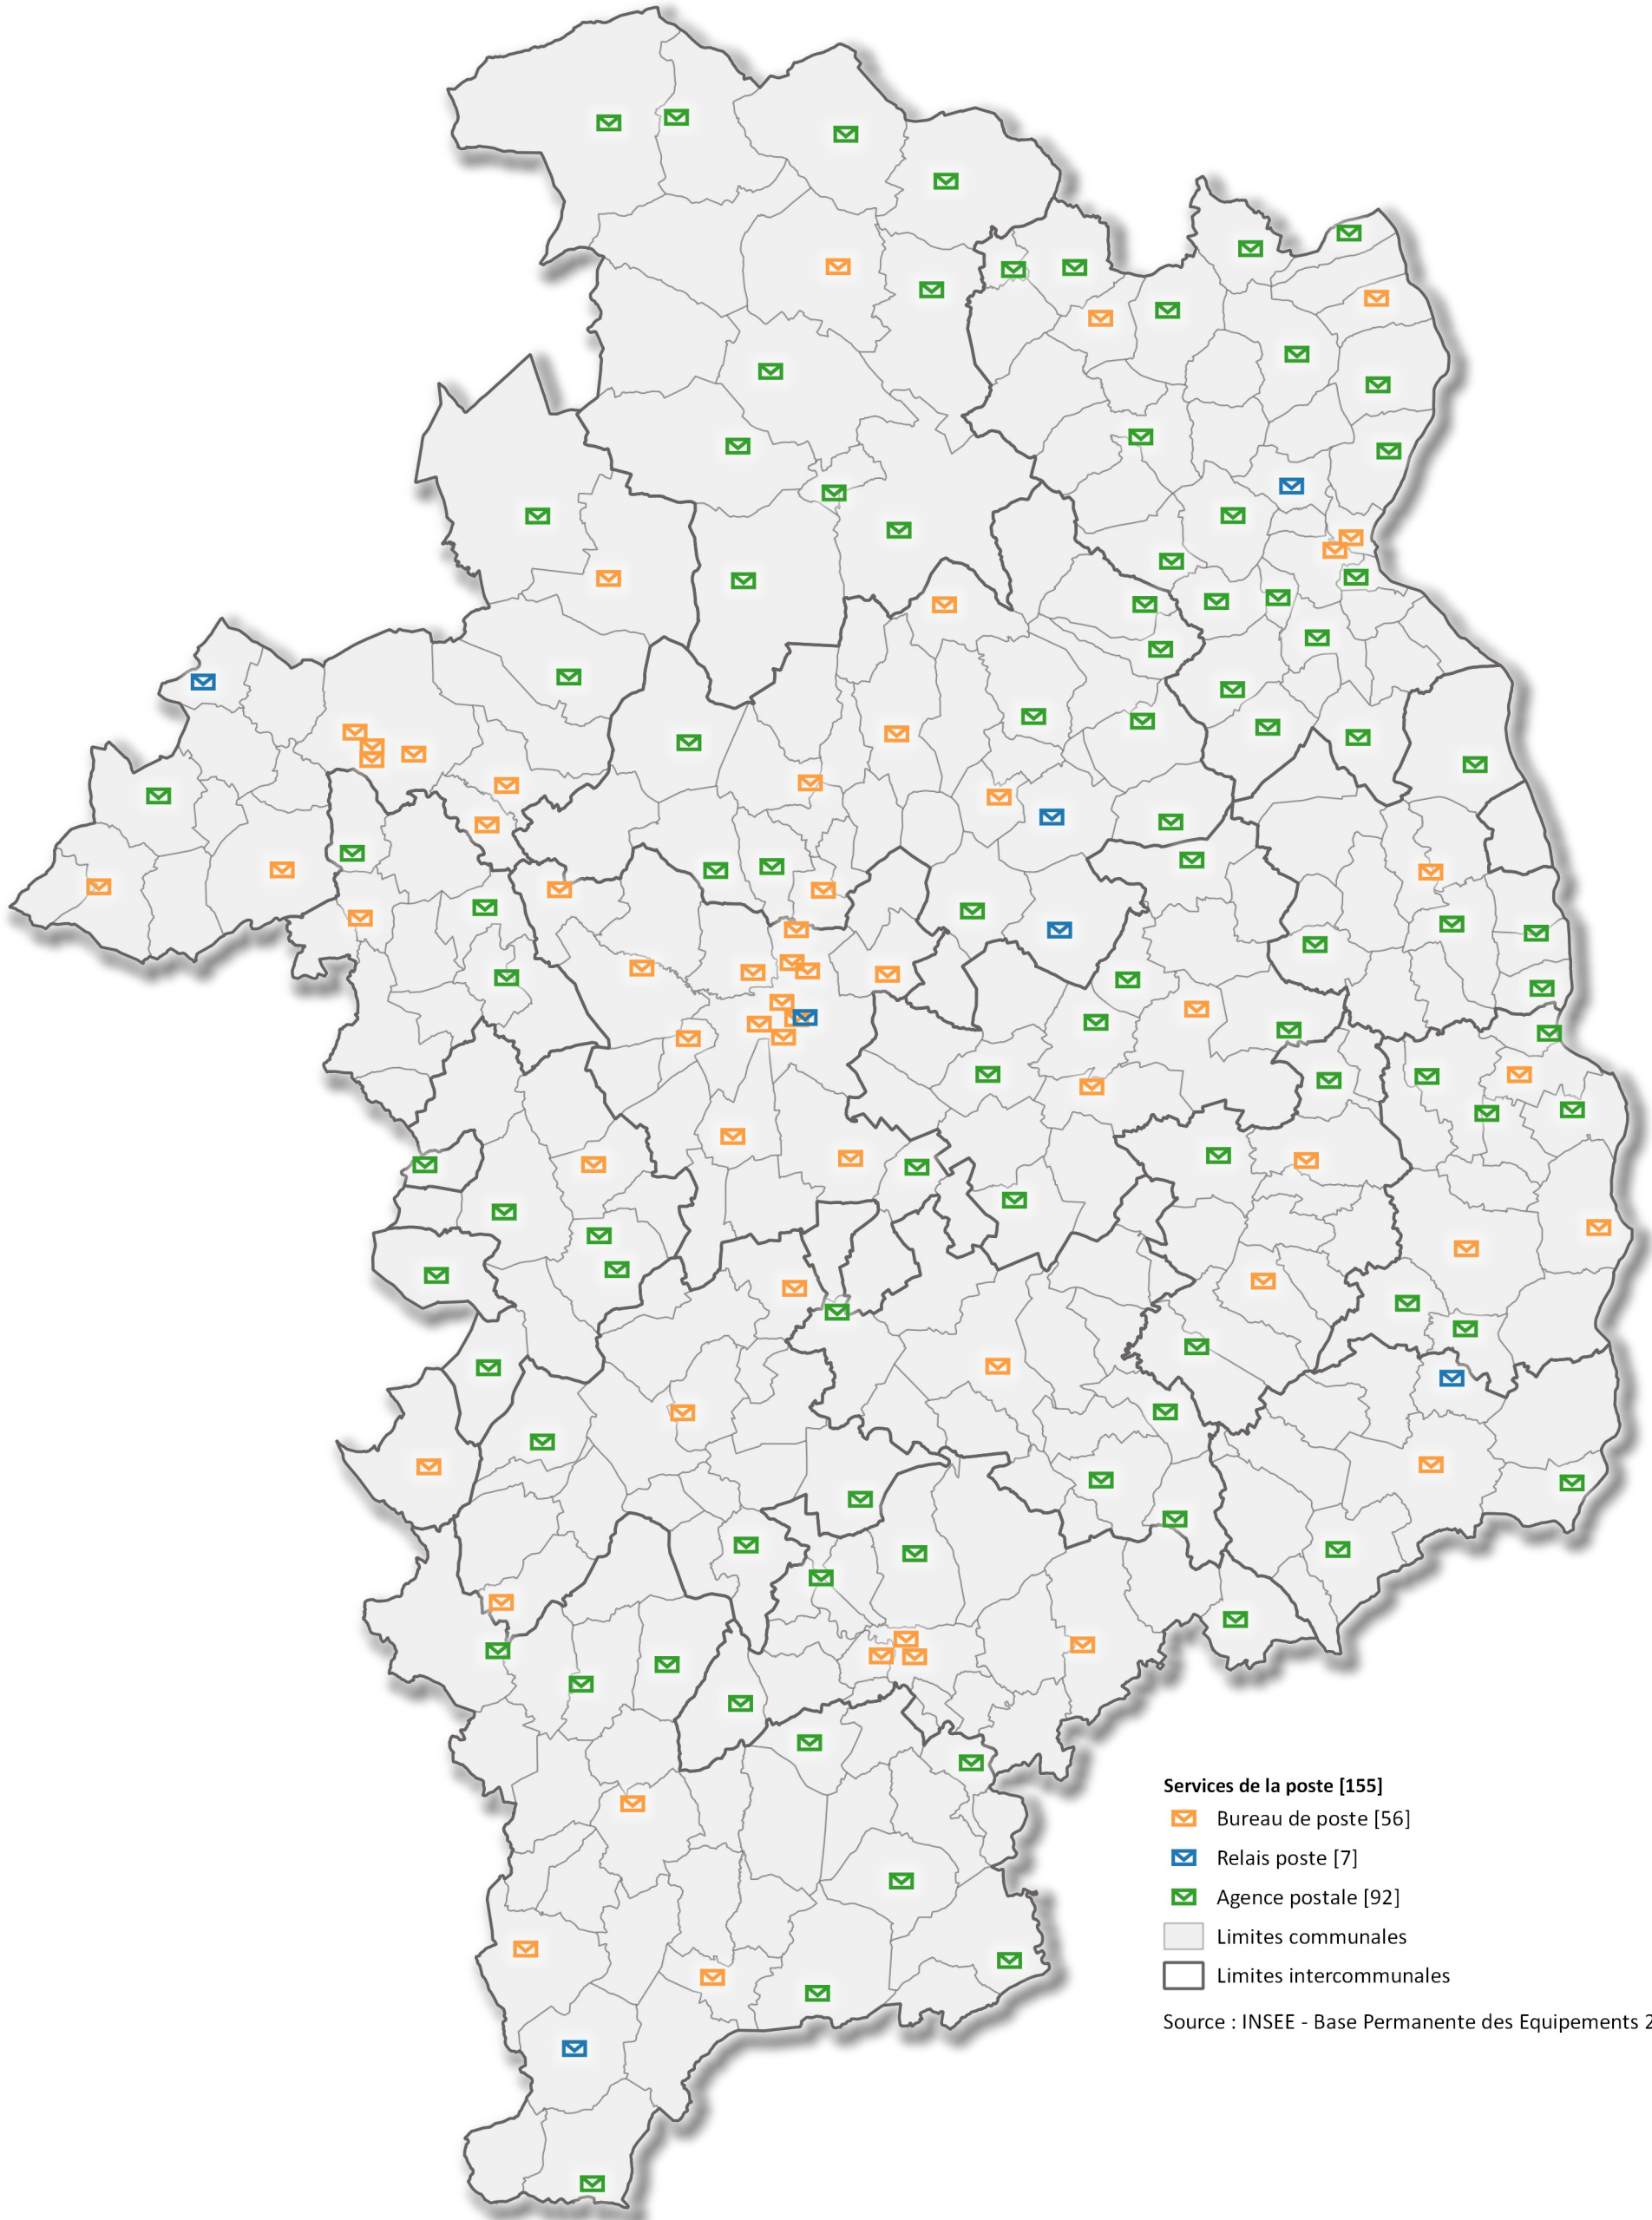 Services de la poste [155]
Bureau de poste [56]
Relais poste [7]
Agence postale [92]
Limites communales
Limites intercommunales
Source : INSEE - Base Permanente des Equipements 2